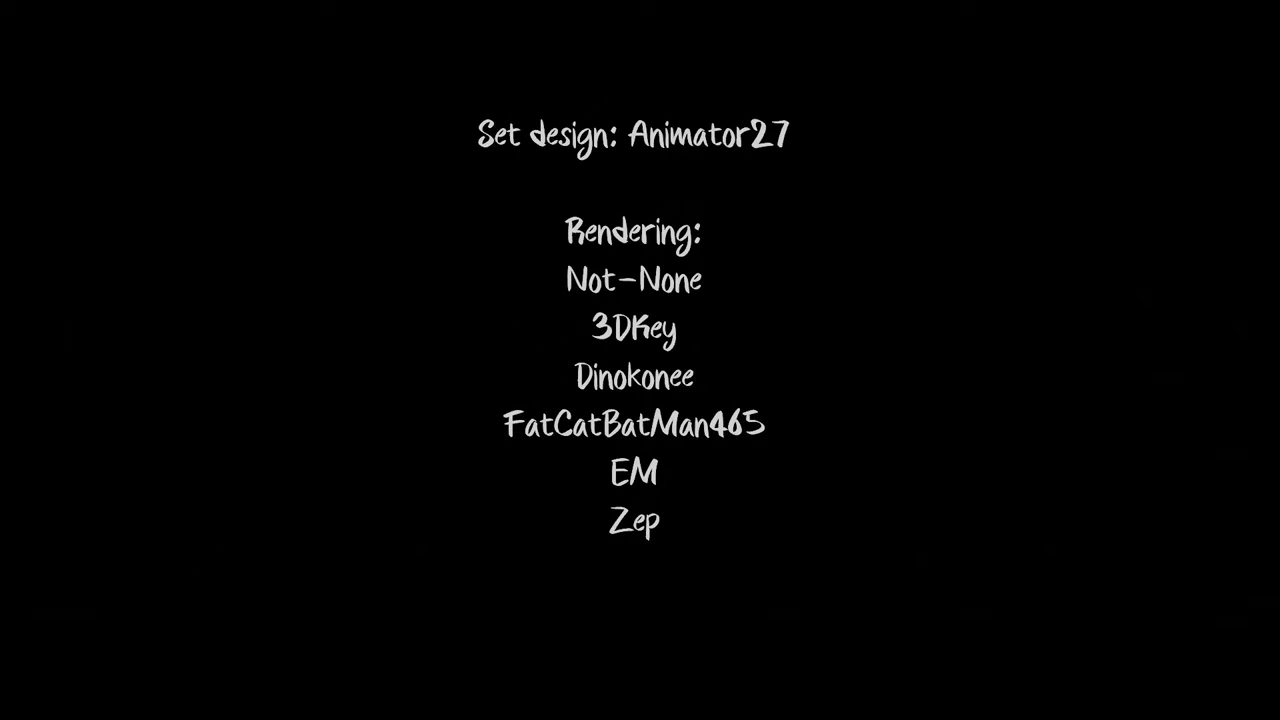 Set design: Animator27
Rendering:
Not-None
3DKey
Dinokonee
FatCatBatMan465
EM
Zep